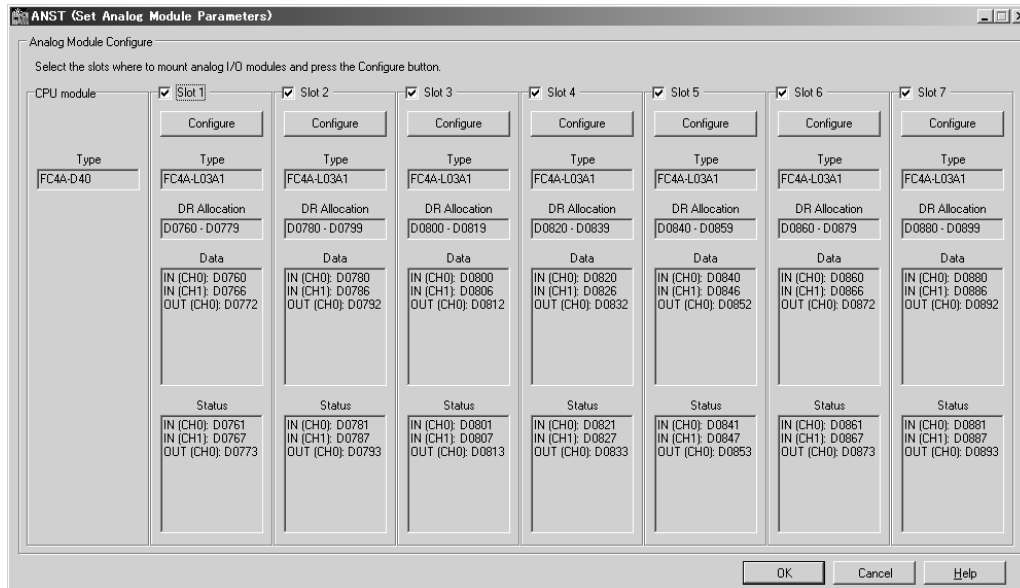 ANST (Set Analog Module Parameters)
Analog Module Configure
Select the slots where to mount analog I/O modules and press the Configure button.
CPU module
Type
FC4A-D40
Slot 1
Configure
Type
FC4A-L03A1
DR Allocation
D0760 - D0779
Data
IN (CH0): D0760
IN (CH1): D0766
OUT (CH0): D0772
Status
IN (CH0): D0761
IN (CH1): D0767
OUT (CH0): D0773
Slot 2
Configure
Type
FC4A-L03A1
DR Allocation
D0780 - D0799
Data
IN (CH0): D0780
IN (CH1): D0786
OUT (CH0): D0792
Status
IN (CH0): D0781
IN (CH1): D0787
OUT (CH0): D0793
Slot 3
Configure
Type
FC4A-L03A1
DR Allocation
D0800 - D0819
Data
IN (CH0): D0800
IN (CH1): D0806
OUT (CH0): D0812
Status
IN (CH0): D0801
IN (CH1): D0807
OUT (CH0): D0813
Slot 4
Configure
Type
FC4A-L03A1
DR Allocation
D0820 - D0839
Data
IN (CH0): D0820
IN (CH1): D0826
OUT (CH0): D0832
Status
IN (CH0): D0821
IN (CH1): D0827
OUT (CH0): D0833
Slot 5
Configure
Type
FC4A-L03A1
DR Allocation
D0840 - D0859
Data
IN (CH0): D0840
IN (CH1): D0846
OUT (CH0): D0852
Status
IN (CH0): D0841
IN (CH1): D0847
OUT (CH0): D0853
Slot 6
Configure
Type
FC4A-L03A1
DR Allocation
D0860 - D0879
Data
IN (CH0): D0860
IN (CH1): D0866
OUT (CH0): D0872
Status
IN (CH0): D0861
IN (CH1): D0867
OUT (CH0): D0873
Slot 7
Configure
Type
FC4A-L03A1
DR Allocation
D0880 - D0899
Data
IN (CH0): D0880
IN (CH1): D0886
OUT (CH0): D0892
Status
IN (CH0): D0881
IN (CH1): D0887
OUT (CH0): D0893
OK
Cancel
Help